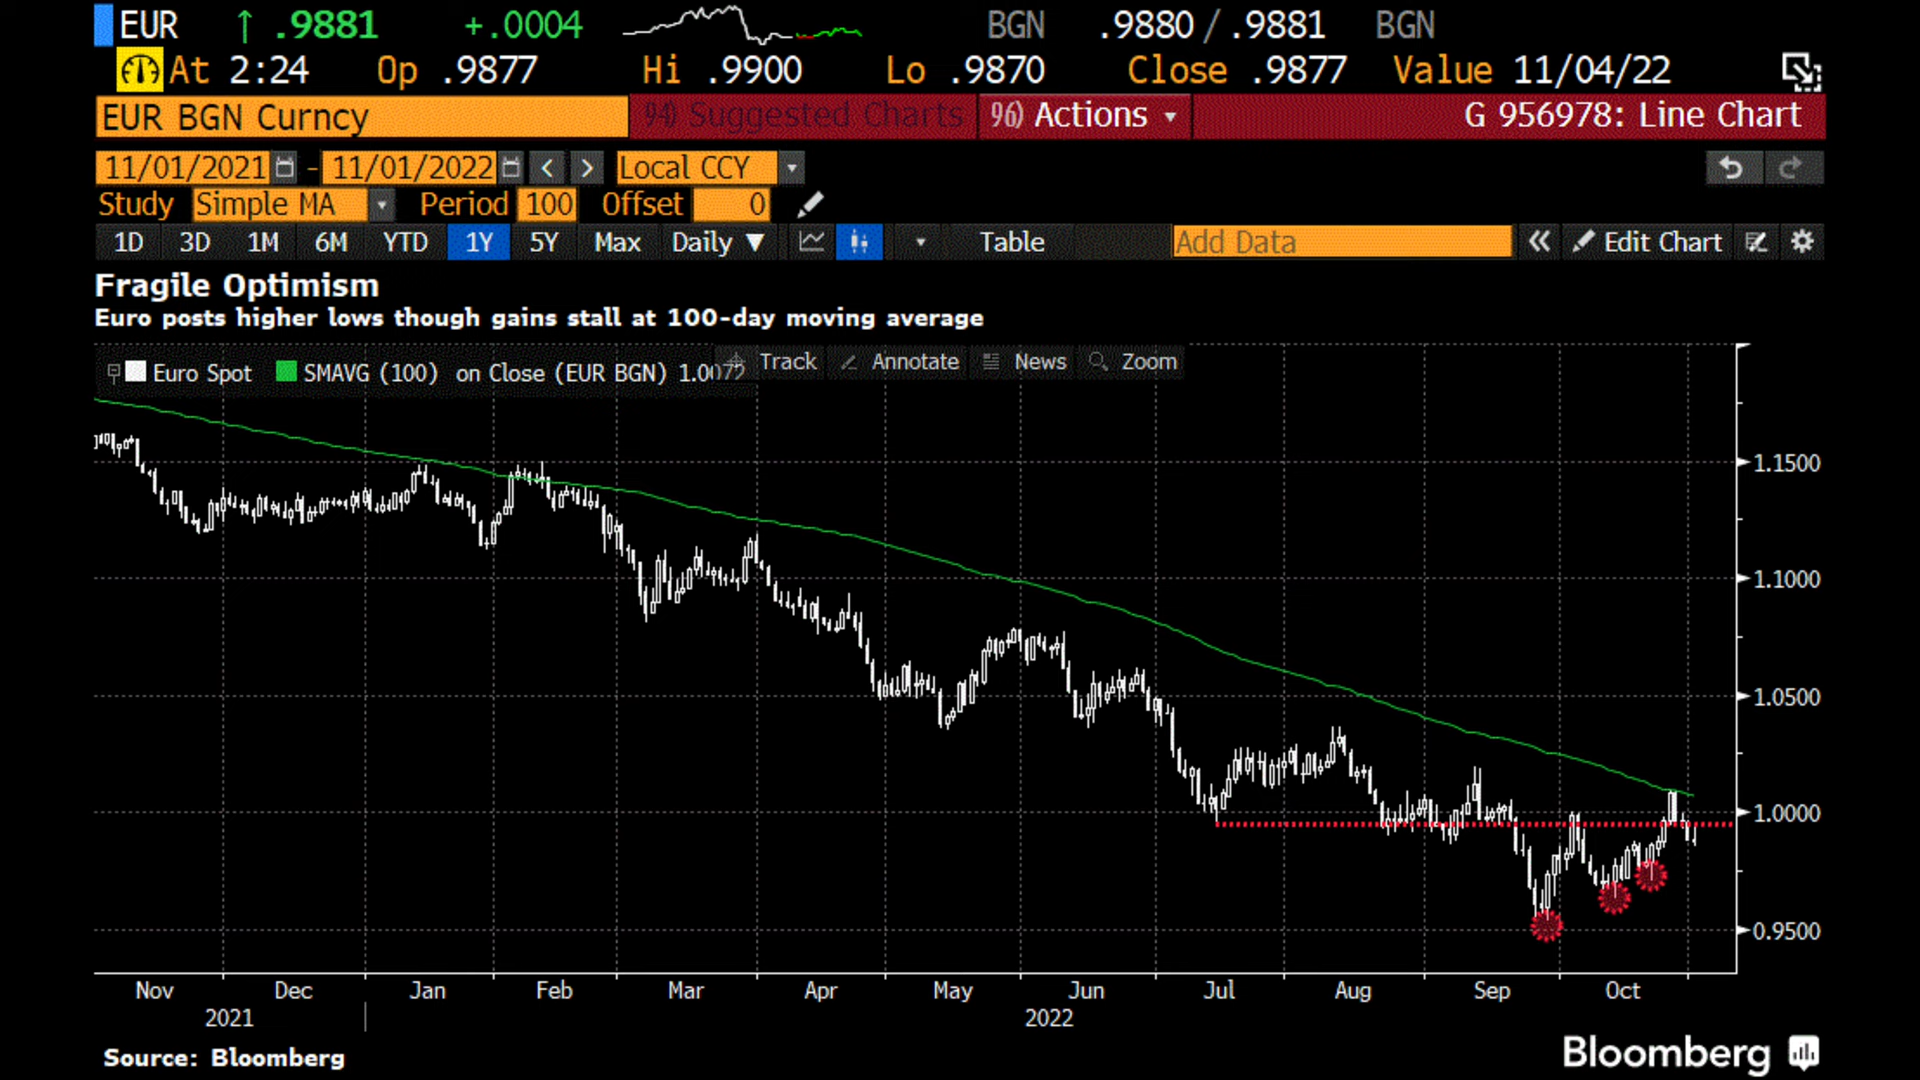 EUR ↑ .9881 +.0004 BGN .9880 / .9881 BGN
At 2:24 Op .9877 Hi .9900 Lo .9870 Close .9877 Value 11/04/22
EUR BGN Curncy 94) Suggested Charts 96) Actions ▾ G 956978: Line Chart
11/01/2021 - 11/01/2022 < > Local CCY
Study Simple MA Period 100 Offset 0
1D 3D 1M 6M YTD 1Y 5Y Max Daily ▼ Table Add Data « Edit Chart
Fragile Optimism
Euro posts higher lows though gains stall at 100-day moving average
Euro Spot SMAVG (100) on Close (EUR BGN) Track Annotate News Zoom
1.1500
1.1000
1.0500
1.0000
0.9500
Nov Dec Jan Feb Mar Apr May Jun Jul Aug Sep Oct
2021 2022
Source: Bloomberg
Bloomberg